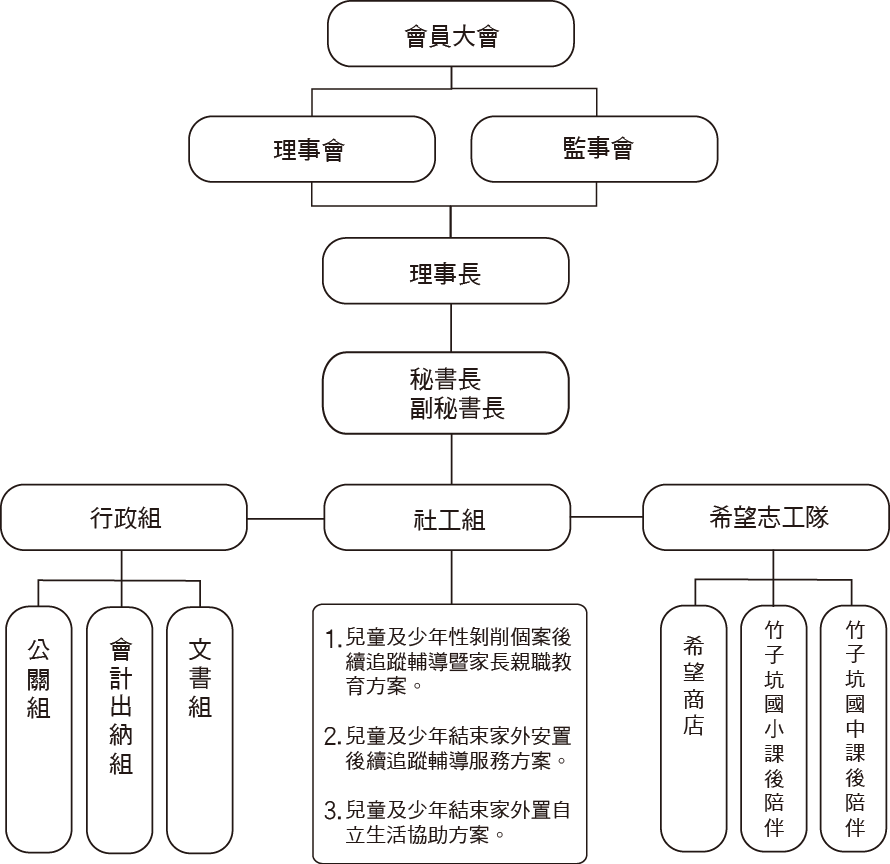 會員大會
理事會
監事會
理事長
秘書長
副秘書長
行政組
社工組
希望志工隊
公關組
會計出納組
文書組
1. 兒童及少年性剝削個案後
續追蹤輔導暨家長親職教
育方案。
2. 兒童及少年結束家外安置
後續追蹤輔導服務方案。
3. 兒童及少年結束家外置自
立生活協助方案。
希望商店
竹子坑國小課後陪伴
竹子坑國中課後陪伴